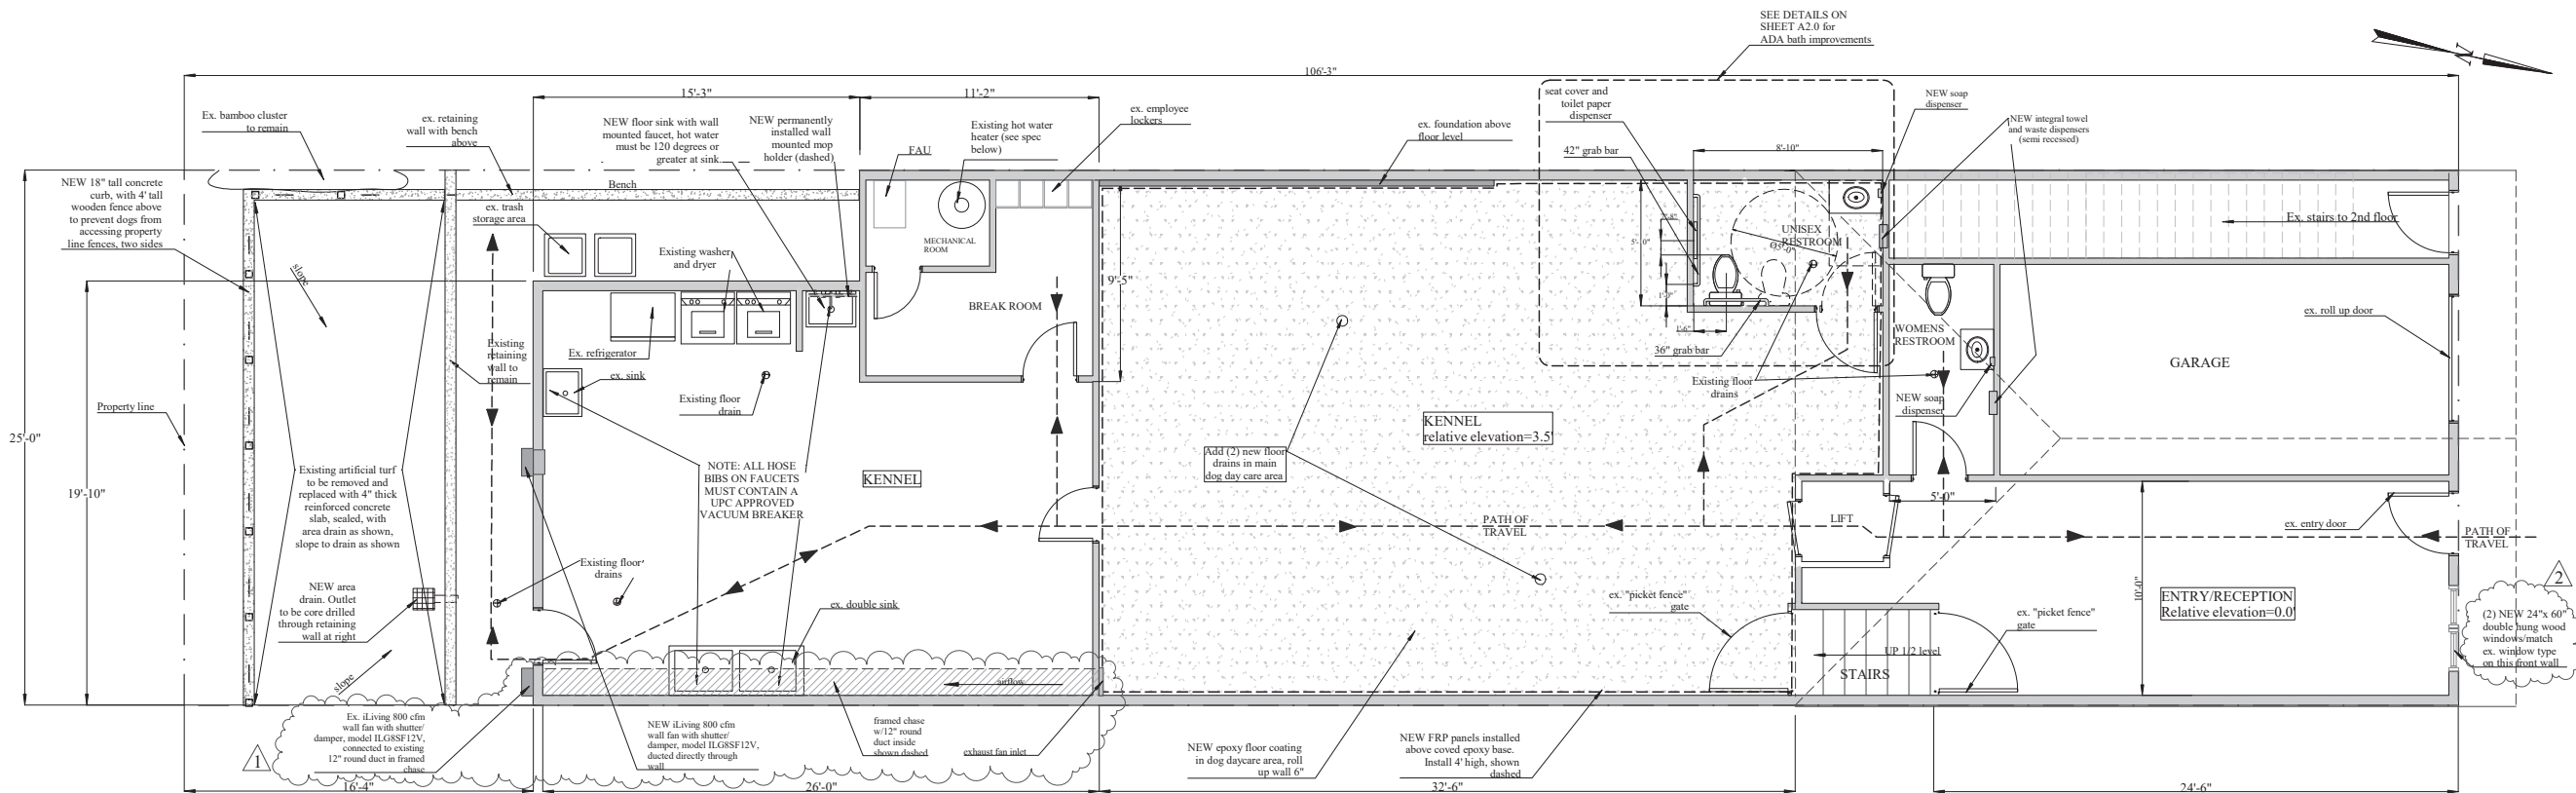 SEE DETAILS ON
SHEET A2.0 for
ADA bath improvements
106'-3"
15'-3"
11'-2"
Ex. bamboo cluster
to remain
ex. retaining
wall with bench
above
NEW floor sink with wall
mounted faucet, hot water
must be 120 degrees or
greater at sink.
NEW permanently
installed wall
mounted mop
holder (dashed)
FAU
Existing hot water
heater (see spec
below)
ex. employee
lockers
ex. foundation above
floor level
seat cover and
toilet paper
dispenser
42" grab bar
8'-10"
NEW soap
dispenser
NEW integral towel
and waste dispensers
(semi recessed)
NEW 18" tall concrete
curb, with 4' tall
wooden fence above
to prevent dogs from
accessing property
line fences, two sides
Bench
ex. trash
storage area
Existing washer
and dryer
MECHANICAL
ROOM
BREAK ROOM
9'-5"
5'-10"
1'-6"
36" grab bar
UNISEX
RESTROOM
Ex. stairs to 2nd floor
WOMENS
RESTROOM
GARAGE
ex. roll up door
slope
Existing
retaining
wall to
remain
Ex. refrigerator
ex. sink
Existing floor
drain
Existing floor
drains
NEW soap
dispenser
Property line
25'-0"
19'-10"
KENNEL
relative elevation=3.5'
Add (2) new floor
drains in main
dog day care area
Existing artificial turf
to be removed and
replaced with 4" thick
reinforced concrete
slab, sealed, with
area drain as shown,
slope to drain as shown
NOTE: ALL HOSE
BIBS ON FAUCETS
MUST CONTAIN A
UPC APPROVED
VACUUM BREAKER
KENNEL
PATH OF
TRAVEL
LIFT
5'-0"
ex. entry door
PATH OF
TRAVEL
NEW area
drain. Outlet
to be core drilled
through retaining
wall at right
Existing floor
drains
ex. double sink
ex. "picket fence"
gate
10'-0"
ENTRY/RECEPTION
Relative elevation=0.0'
ex. "picket fence"
gate
2
(2) NEW 24"x 60"
double hung wood
windows/match
ex. window type
on this front wall
UP 1/2 level
STAIRS
slope
airflow
1
Ex. iLiving 800 cfm
wall fan with shutter/
damper, model ILG8SF12V,
connected to existing
12" round duct in framed
chase
NEW iLiving 800 cfm
wall fan with shutter/
damper, model ILG8SF12V,
ducted directly through
wall
framed chase
w/12" round
duct inside
shown dashed
exhaust fan inlet
NEW epoxy floor coating
in dog daycare area, roll
up wall 6"
NEW FRP panels installed
above coved epoxy base.
Install 4' high, shown
dashed
16'-4"
26'-0"
32'-6"
24'-6"